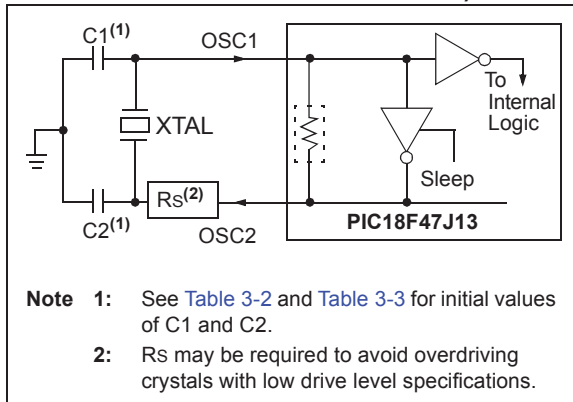 C1(1)
OSC1
To
Internal
Logic
XTAL
Sleep
RS(2)
C2(1)
OSC2
PIC18F47J13
Note 1: See Table 3-2 and Table 3-3 for initial values
of C1 and C2.
2: RS may be required to avoid overdriving
crystals with low drive level specifications.